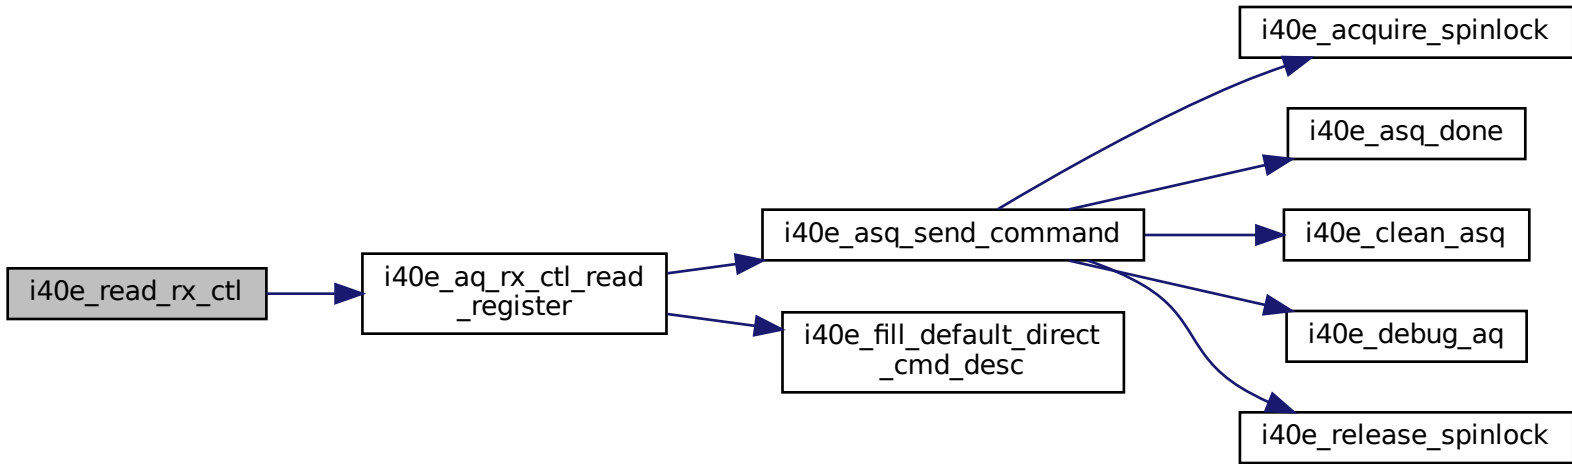 i40e_read_rx_ctl
i40e_aq_rx_ctl_read
_register
i40e_asq_send_command
i40e_fill_default_direct
_cmd_desc
i40e_acquire_spinlock
i40e_asq_done
i40e_clean_asq
i40e_debug_aq
i40e_release_spinlock